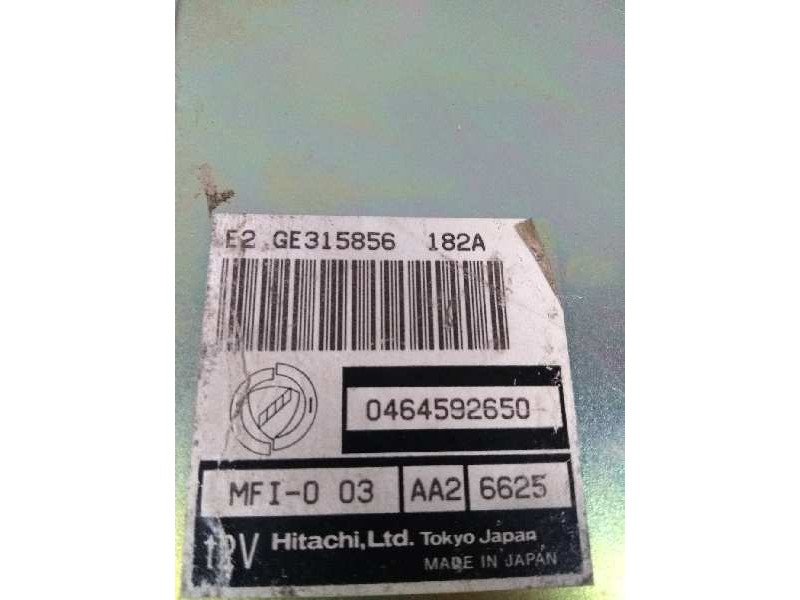 E2 GE315856 182A
0464592650
MFI-0 03 AA2 6625
12V Hitachi,Ltd. Tokyo Japan
MADE IN JAPAN